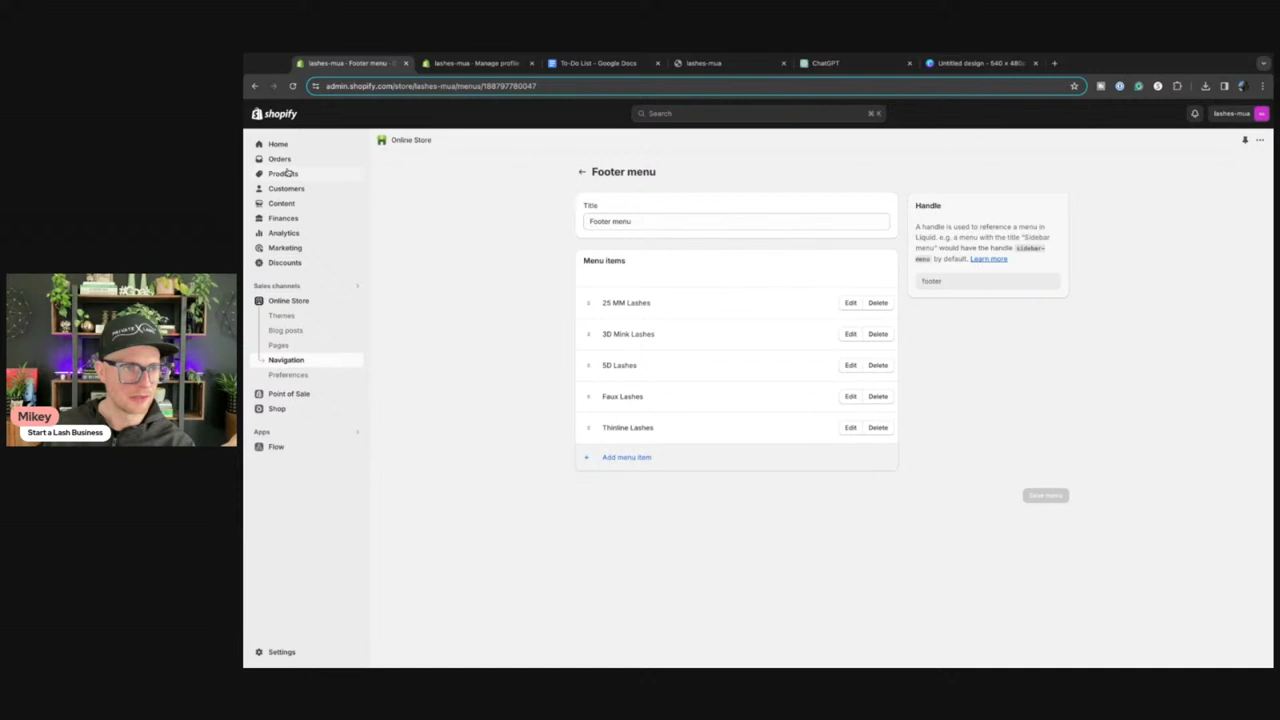 lashes-mua - Footer menu - O
lashes-mua - Manage profile
To-Do List - Google Docs
lashes-mua
ChatGPT
Untitled design - 540 × 480p
admin.shopify.com/store/lashes-mua/menus/188797780047
shopify
Search
⌘ K
lashes-mua
Home
Orders
Products
Customers
Content
Finances
Analytics
Marketing
Discounts
Sales channels
Online Store
Themes
Blog posts
Pages
Navigation
Preferences
Point of Sale
Shop
Apps
Flow
Settings
Online Store
Footer menu
Title
Footer menu
Menu items
25 MM Lashes Edit Delete
3D Mink Lashes Edit Delete
5D Lashes Edit Delete
Faux Lashes Edit Delete
Thinline Lashes Edit Delete
+ Add menu item
Handle
A handle is used to reference a menu in
Liquid. e.g. a menu with the title "Sidebar
menu" would have the handle sidebar-
menu by default. Learn more
footer
Save menu
#Goal
PRIVATE LABEL
Mikey
Start a Lash Business